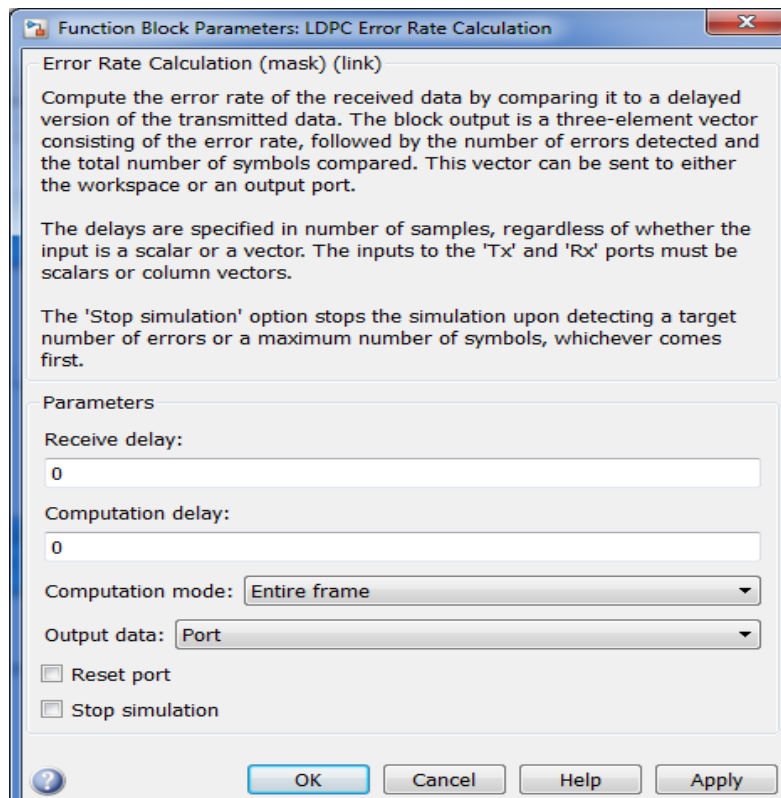 Function Block Parameters: LDPC Error Rate Calculation
Error Rate Calculation (mask) (link)
Compute the error rate of the received data by comparing it to a delayed
version of the transmitted data. The block output is a three-element vector
consisting of the error rate, followed by the number of errors detected and
the total number of symbols compared. This vector can be sent to either
the workspace or an output port.
The delays are specified in number of samples, regardless of whether the
input is a scalar or a vector. The inputs to the 'Tx' and 'Rx' ports must be
scalars or column vectors.
The 'Stop simulation' option stops the simulation upon detecting a target
number of errors or a maximum number of symbols, whichever comes
first.
Parameters
Receive delay:
0
Computation delay:
0
Computation mode: Entire frame
Output data: Port
Reset port
Stop simulation
? OK Cancel Help Apply